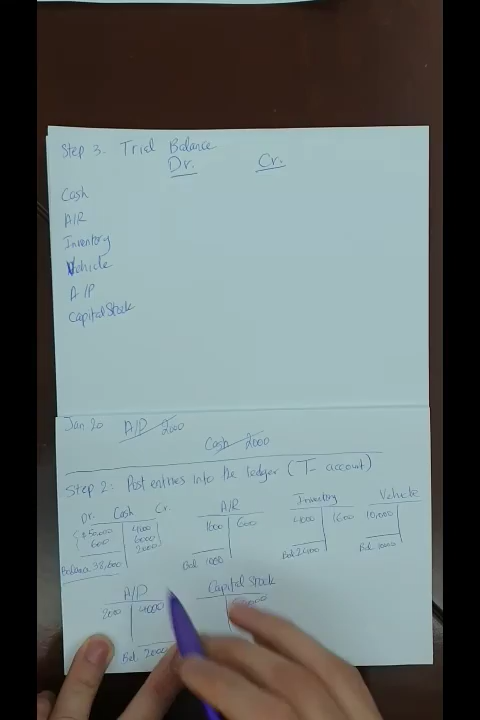 Step 3. Trial Balance
Dr. Cr.
Cash
A/R
Inventory
Vehicle
A/P
Capital Stock
Jan 20 A/P 2000
Cash 2000
Step 2: Post entries into the ledger (T- account)
Dr. Cash Cr.
$50,000 4000
600 6000
2000
Balance 38,600
A/R
1600 600
Bal 1000
Inventory
4000 1600
Bal 2400
Vehicle
10,000
Bal 10,000
A/P
2000 4000
Bal 2000
Capital Stock